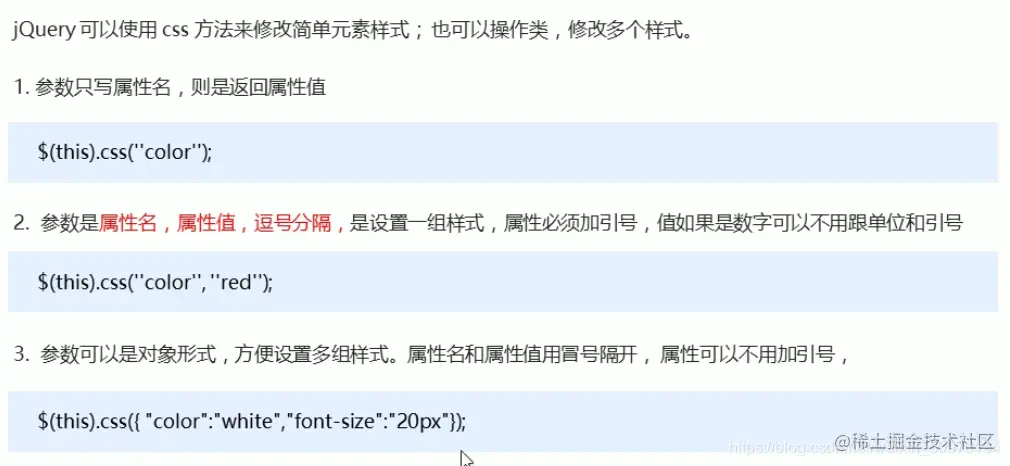 jQuery 可以使用 css 方法来修改简单元素样式； 也可以操作类，修改多个样式。
1. 参数只写属性名，则是返回属性值
$(this).css(''color'');
2. 参数是属性名，属性值，逗号分隔，是设置一组样式，属性必须加引号，值如果是数字可以不用跟单位和引号
$(this).css(''color'', ''red'');
3. 参数可以是对象形式，方便设置多组样式。属性名和属性值用冒号隔开， 属性可以不用加引号，
$(this).css({ "color":"white","font-size":"20px"});
@稀土掘金技术社区